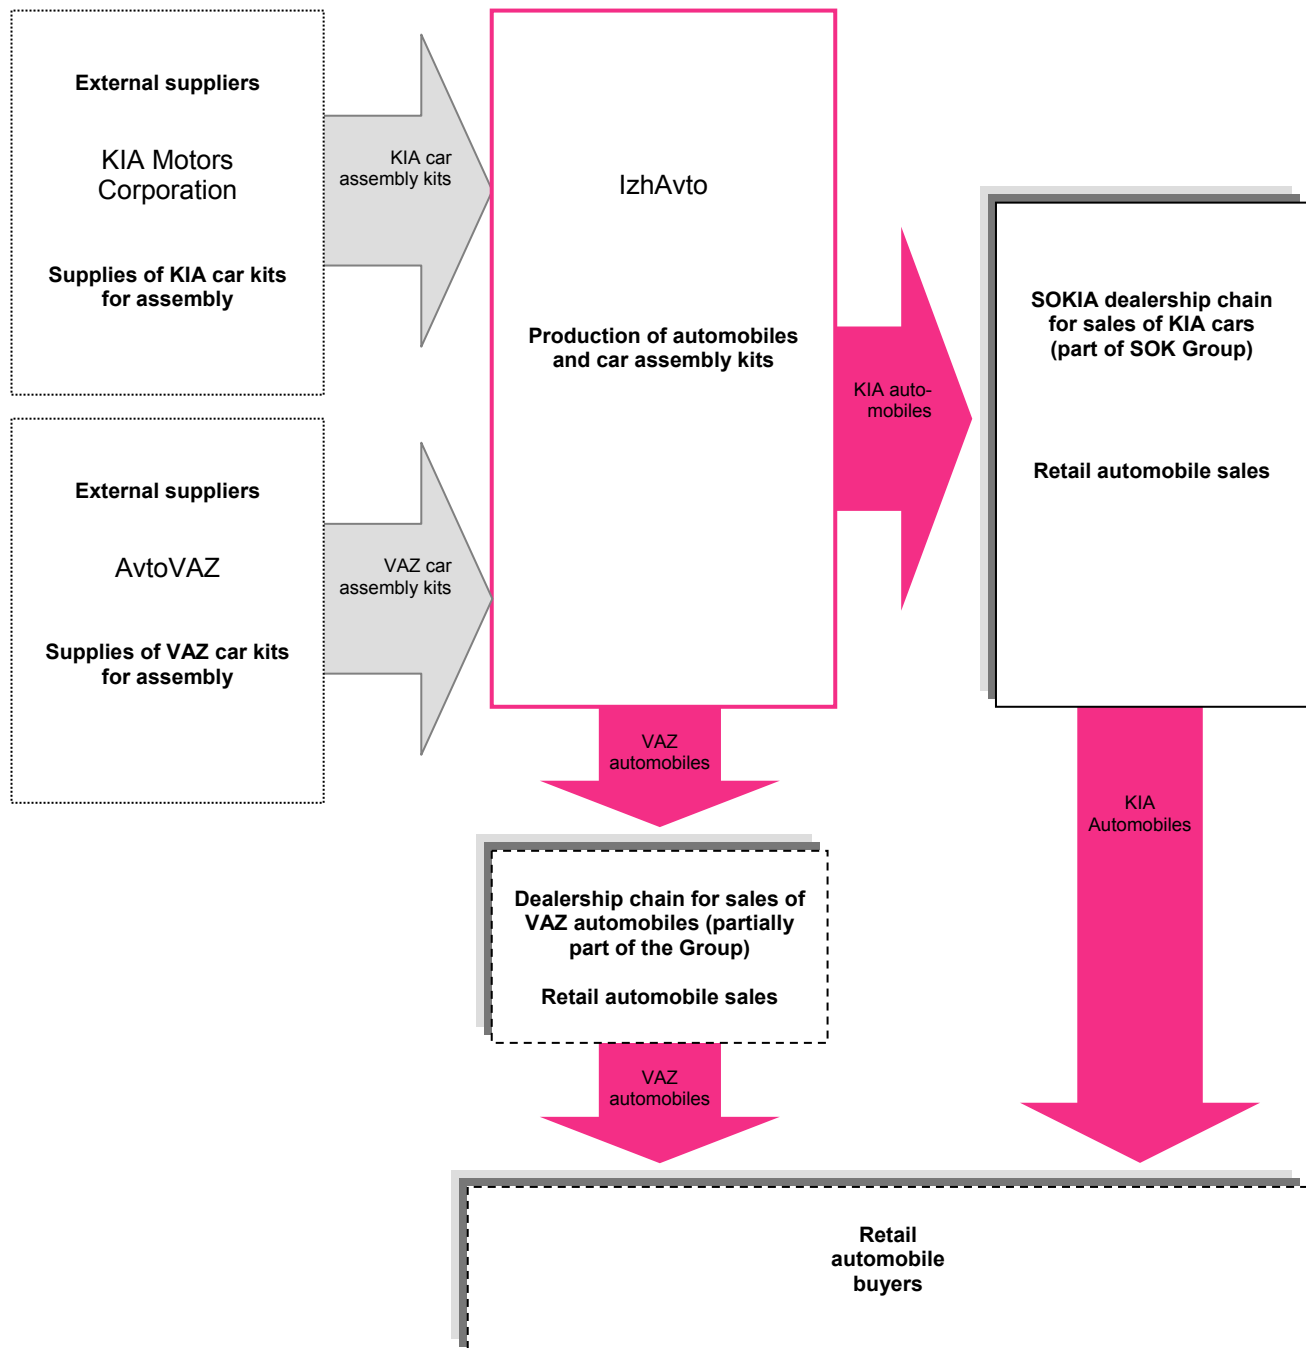 External suppliers
KIA Motors
Corporation
Supplies of KIA car kits
for assembly
KIA car
assembly kits
IzhAvto
Production of automobiles
and car assembly kits
KIA auto-
mobiles
SOKIA dealership chain
for sales of KIA cars
(part of SOK Group)
Retail automobile sales
External suppliers
AvtoVAZ
Supplies of VAZ car kits
for assembly
VAZ car
assembly kits
VAZ
automobiles
KIA
Automobiles
Dealership chain for sales of
VAZ automobiles (partially
part of the Group)
Retail automobile sales
VAZ
automobiles
Retail
automobile
buyers